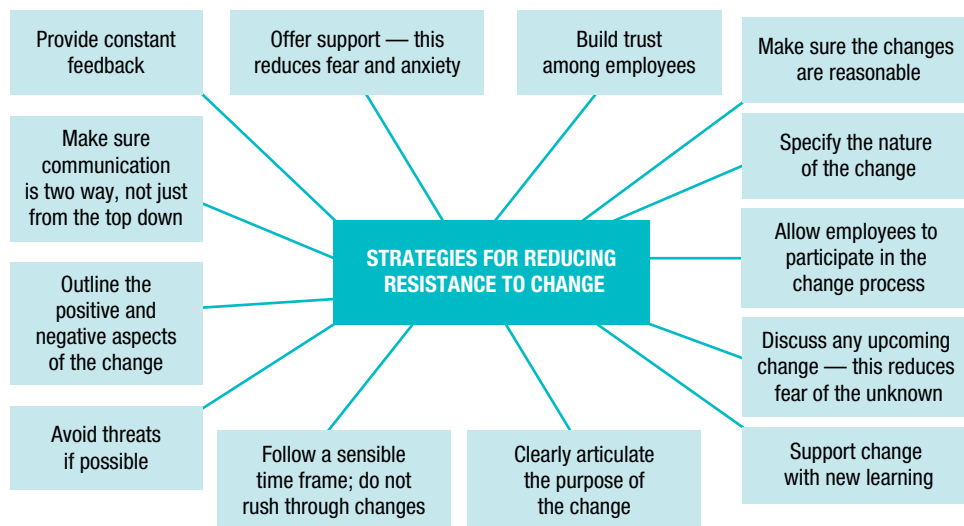 Provide constant
feedback
Offer support — this
reduces fear and anxiety
Build trust
among employees
Make sure the changes
are reasonable
Make sure
communication
is two way, not just
from the top down
Specify the nature
of the change
STRATEGIES FOR REDUCING
RESISTANCE TO CHANGE
Allow employees to
participate in the
change process
Outline the
positive and
negative aspects
of the change
Discuss any upcoming
change — this reduces
fear of the unknown
Avoid threats
if possible
Follow a sensible
time frame; do not
rush through changes
Clearly articulate
the purpose of
the change
Support change
with new learning